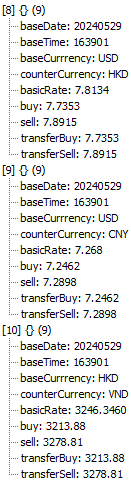 [8] {} (9)
baseDate: 20240529
baseTime: 163901
baseCurrrency: USD
counterCurrency: HKD
basicRate: 7.8134
buy: 7.7353
sell: 7.8915
transferBuy: 7.7353
transferSell: 7.8915
[9] {} (9)
baseDate: 20240529
baseTime: 163901
baseCurrrency: USD
counterCurrency: CNY
basicRate: 7.268
buy: 7.2462
sell: 7.2898
transferBuy: 7.2462
transferSell: 7.2898
[10] {} (9)
baseDate: 20240529
baseTime: 163901
baseCurrrency: HKD
counterCurrency: VND
basicRate: 3246.3460
buy: 3213.88
sell: 3278.81
transferBuy: 3213.88
transferSell: 3278.81